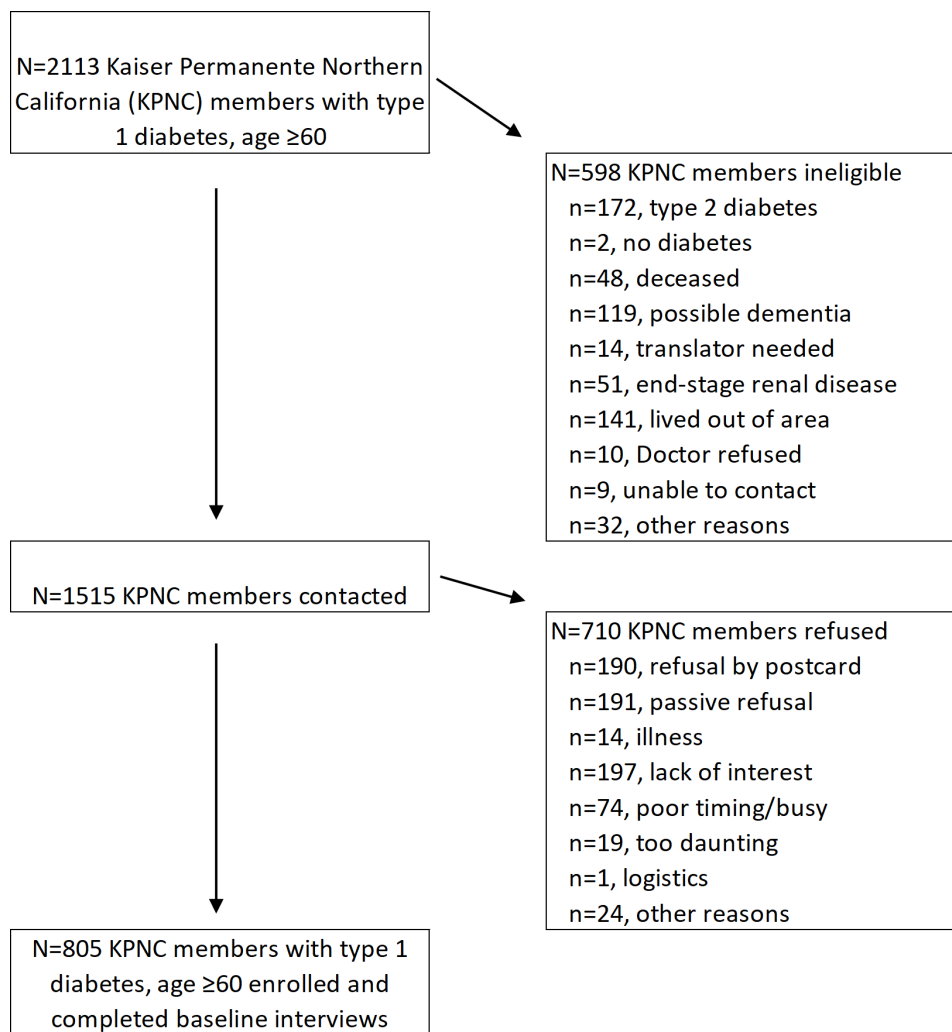 N=2113 Kaiser Permanente Northern
California (KPNC) members with type
1 diabetes, age ≥60
N=598 KPNC members ineligible
n=172, type 2 diabetes
n=2, no diabetes
n=48, deceased
n=119, possible dementia
n=14, translator needed
n=51, end-stage renal disease
n=141, lived out of area
n=10, Doctor refused
n=9, unable to contact
n=32, other reasons
N=1515 KPNC members contacted
N=710 KPNC members refused
n=190, refusal by postcard
n=191, passive refusal
n=14, illness
n=197, lack of interest
n=74, poor timing/busy
n=19, too daunting
n=1, logistics
n=24, other reasons
N=805 KPNC members with type 1
diabetes, age ≥60 enrolled and
completed baseline interviews